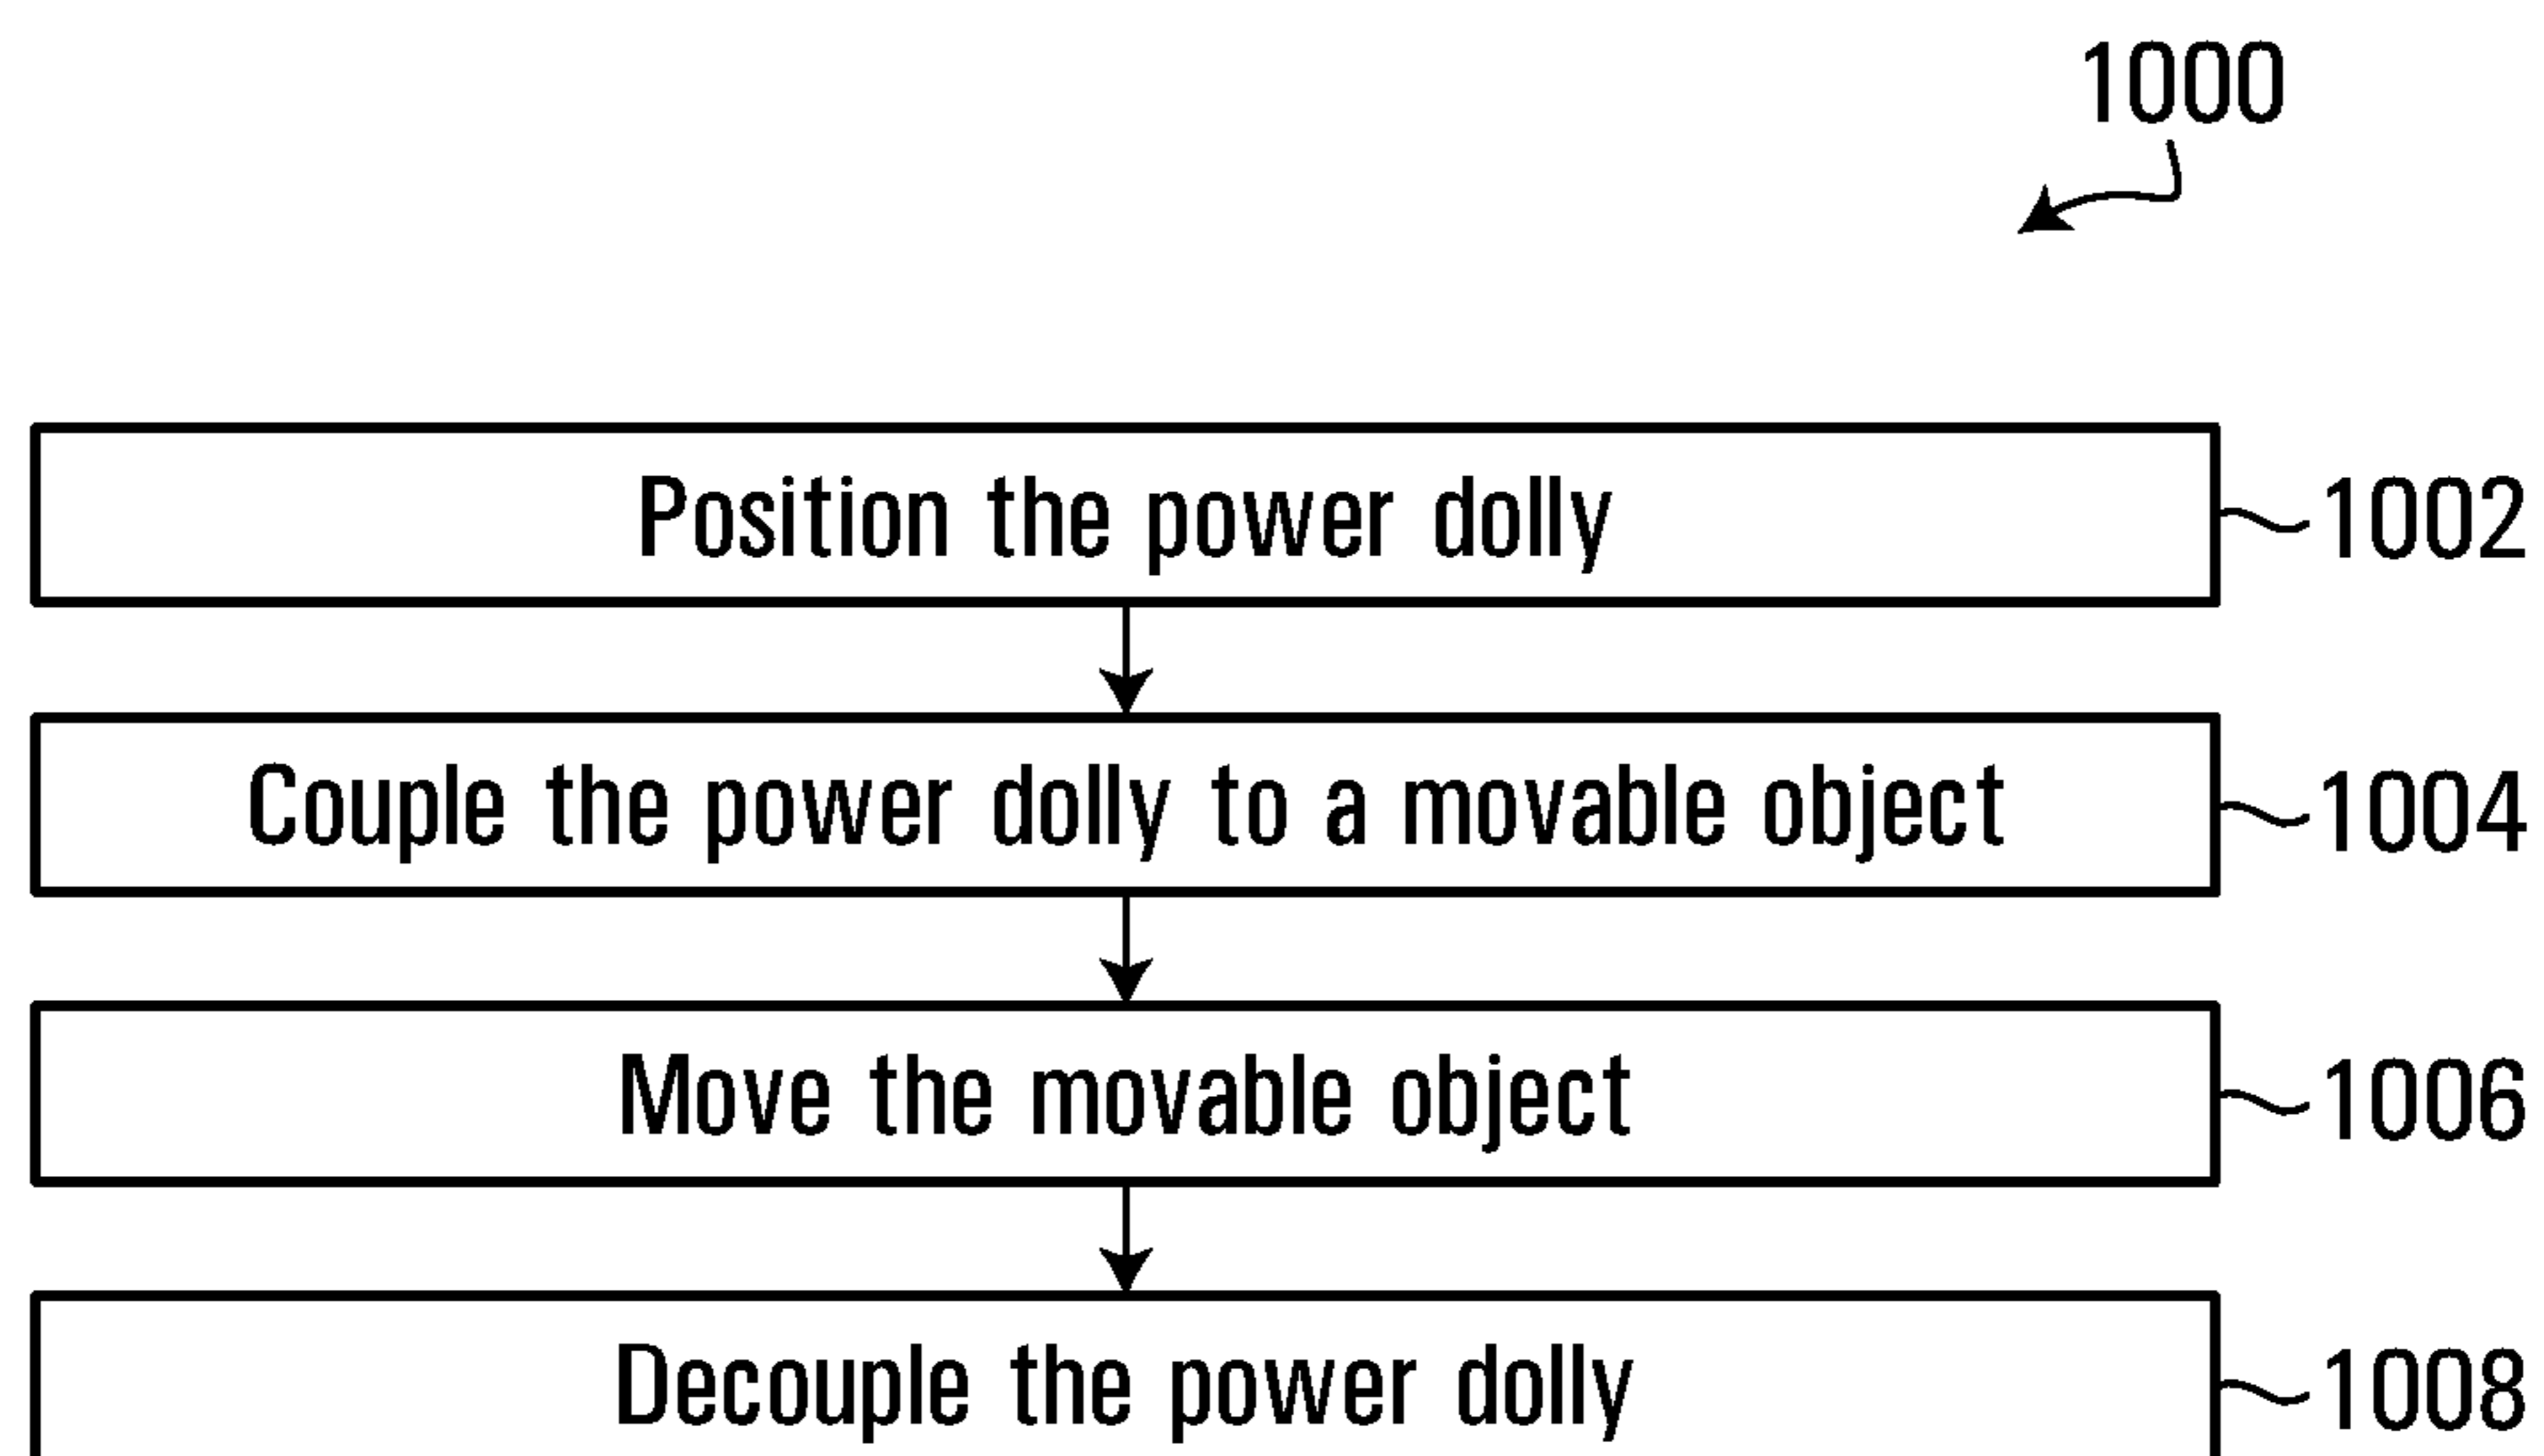 1000
Position the power dolly
1002
Couple the power dolly to a movable object
1004
Move the movable object
1006
Decouple the power dolly
1008